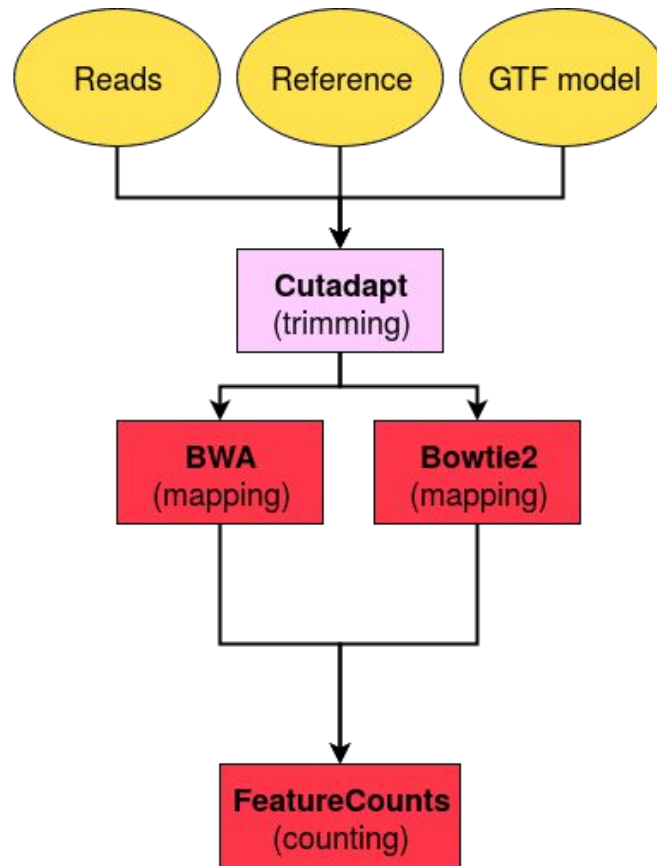 Reads
Reference
GTF model
Cutadapt
(trimming)
BWA
(mapping)
Bowtie2
(mapping)
FeatureCounts
(counting)